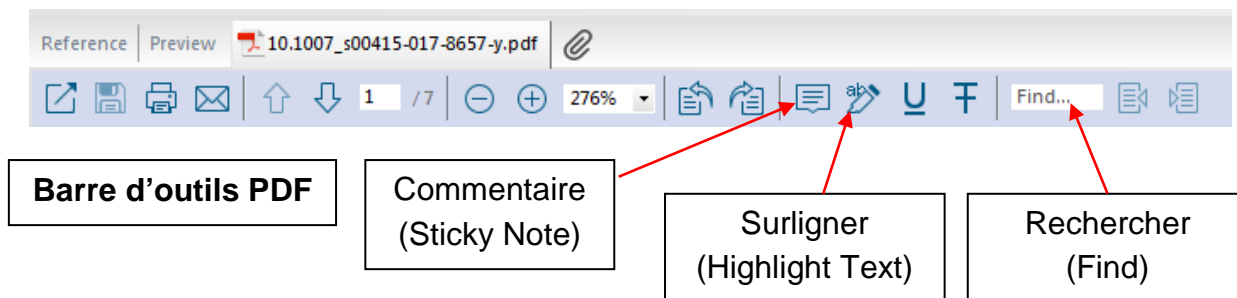 Reference Preview 10.1007_s00415-017-8657-y.pdf
1 / 7 276% ab U T Find...
Barre d’outils PDF
Commentaire
(Sticky Note)
Surligner
(Highlight Text)
Rechercher
(Find)